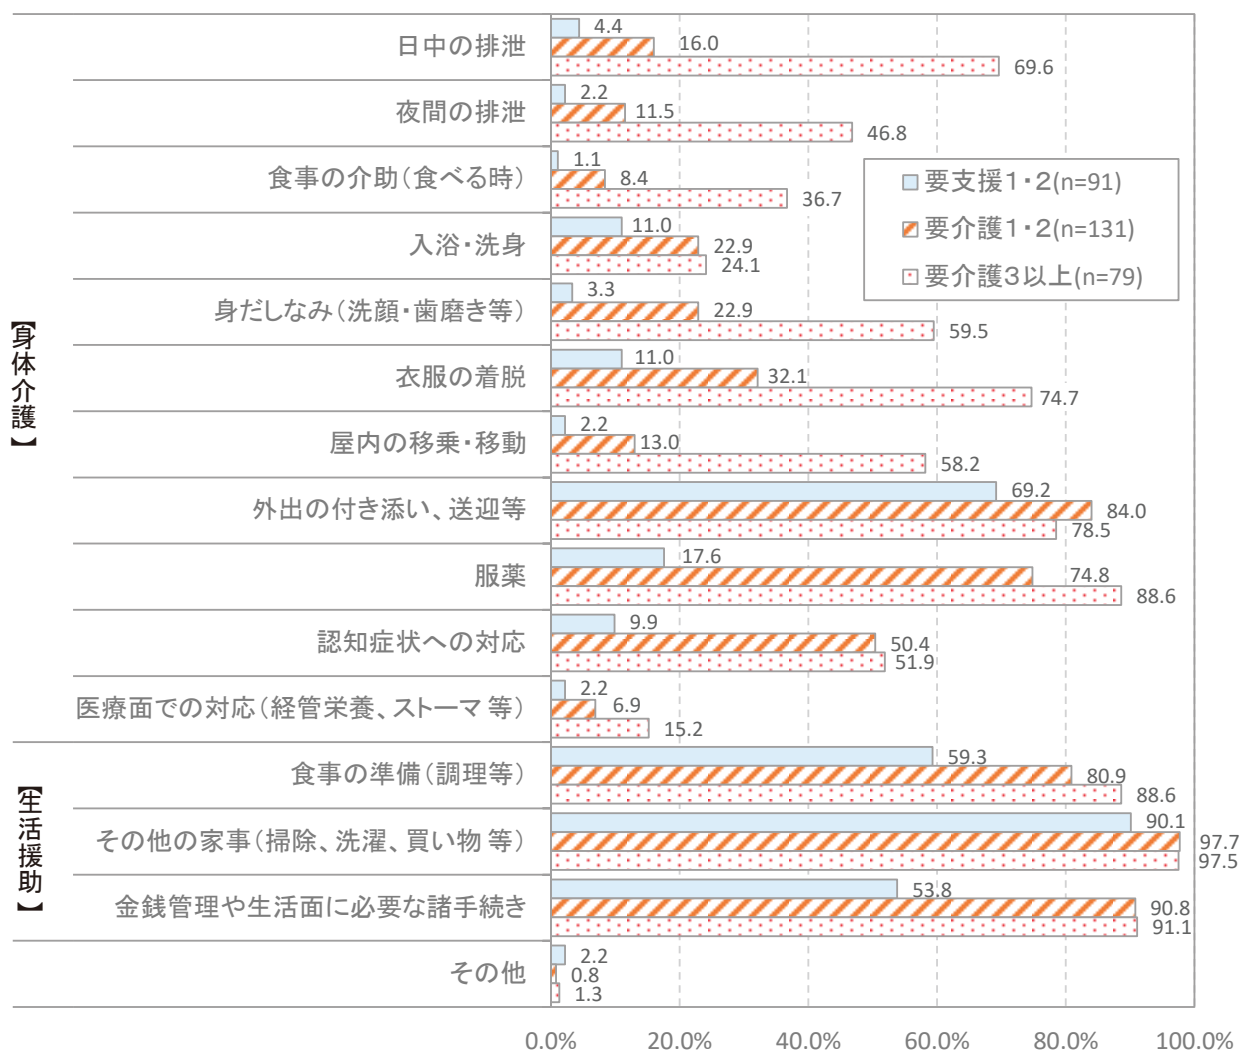 【身体介護】
日中の排泄
4.4
16.0
69.6
夜間の排泄
2.2
11.5
46.8
食事の介助(食べる時)
1.1
8.4
36.7
入浴・洗身
11.0
22.9
24.1
身だしなみ(洗顔・歯磨き等)
3.3
22.9
59.5
衣服の着脱
11.0
32.1
74.7
屋内の移乗・移動
2.2
13.0
58.2
外出の付き添い、送迎等
69.2
84.0
78.5
服薬
17.6
74.8
88.6
認知症状への対応
9.9
50.4
51.9
医療面での対応(経管栄養、ストーマ 等)
2.2
6.9
15.2
【生活援助】
食事の準備(調理等)
59.3
80.9
88.6
その他の家事(掃除、洗濯、買い物 等)
90.1
97.7
97.5
金銭管理や生活面に必要な諸手続き
53.8
90.8
91.1
その他
2.2
0.8
1.3
要支援1・2(n=91)
要介護1・2(n=131)
要介護3以上(n=79)
0.0% 20.0% 40.0% 60.0% 80.0% 100.0%